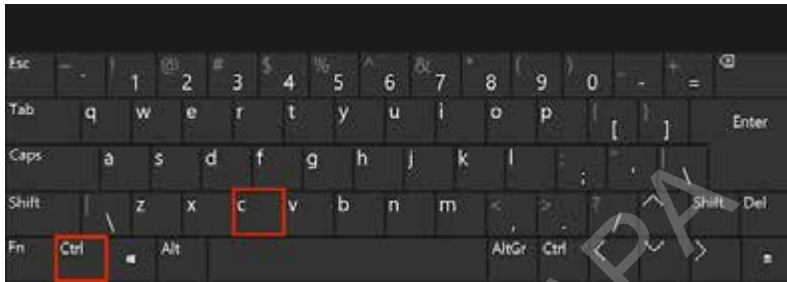 Esc ~ ` ! 1 @ 2 # 3 $ 4 % 5 ^ 6 & 7 * 8 ( 9 ) 0 _ - + =
Tab q w e r t y u i o p { [ } ] Enter
Caps a s d f g h j k l : ; " ' | \
Shift | \ z x c v b n m < , > . ? / Shift Del
Fn Ctrl Alt AltGr Ctrl
PA